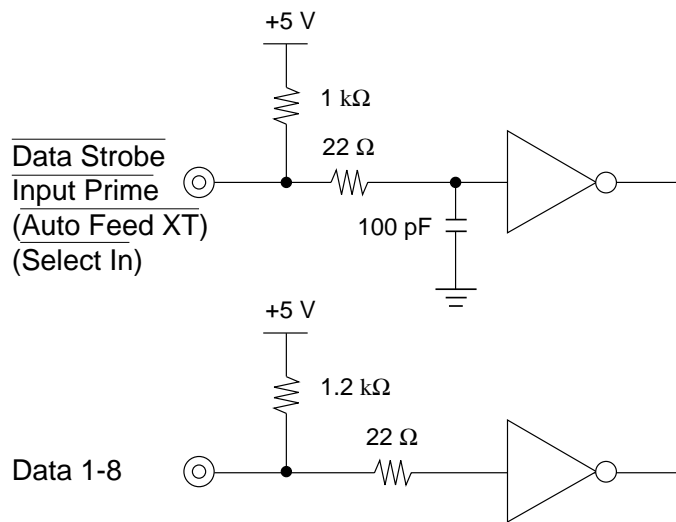 +5 V
1 kΩ
22 Ω
Data Strobe
Input Prime
(Auto Feed XT)
(Select In)
100 pF
+5 V
1.2 kΩ
22 Ω
Data 1-8